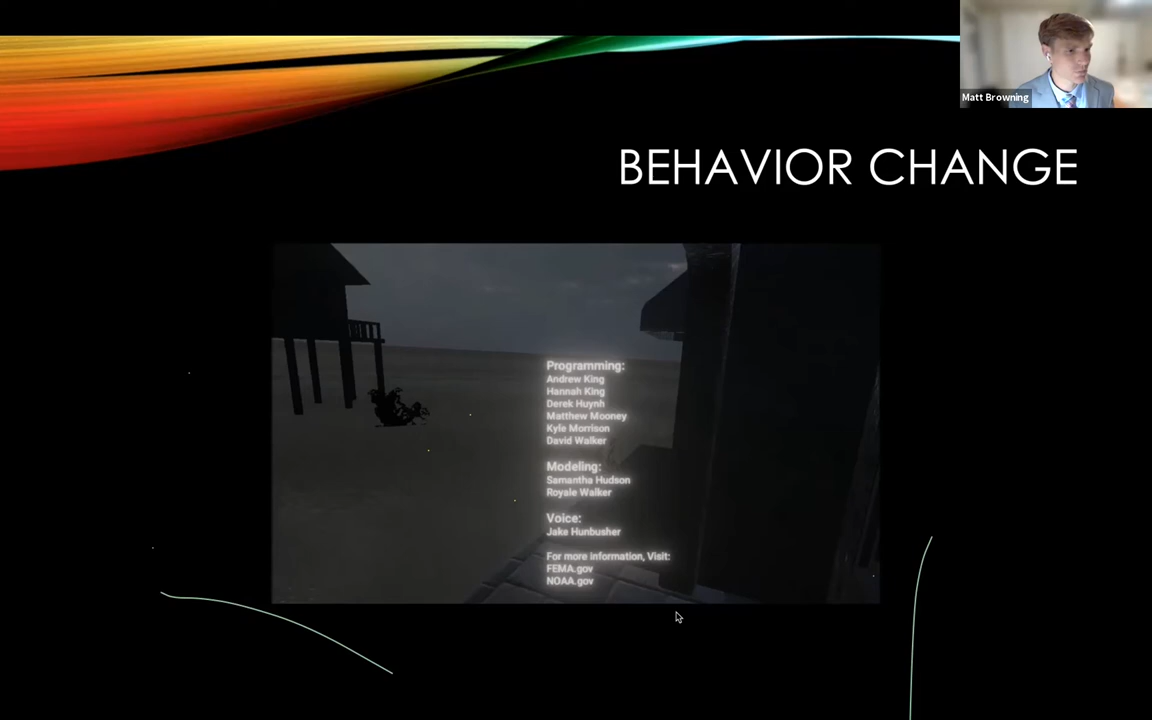 Matt Browning
BEHAVIOR CHANGE
Programming:
Andrew King
Hannah King
Derek Huynh
Matthew Mooney
Kyle Morrison
David Walker
Modeling:
Samantha Hudson
Royale Walker
Voice:
Jake Hunbusher
For more information, Visit:
FEMA.gov
NOAA.gov